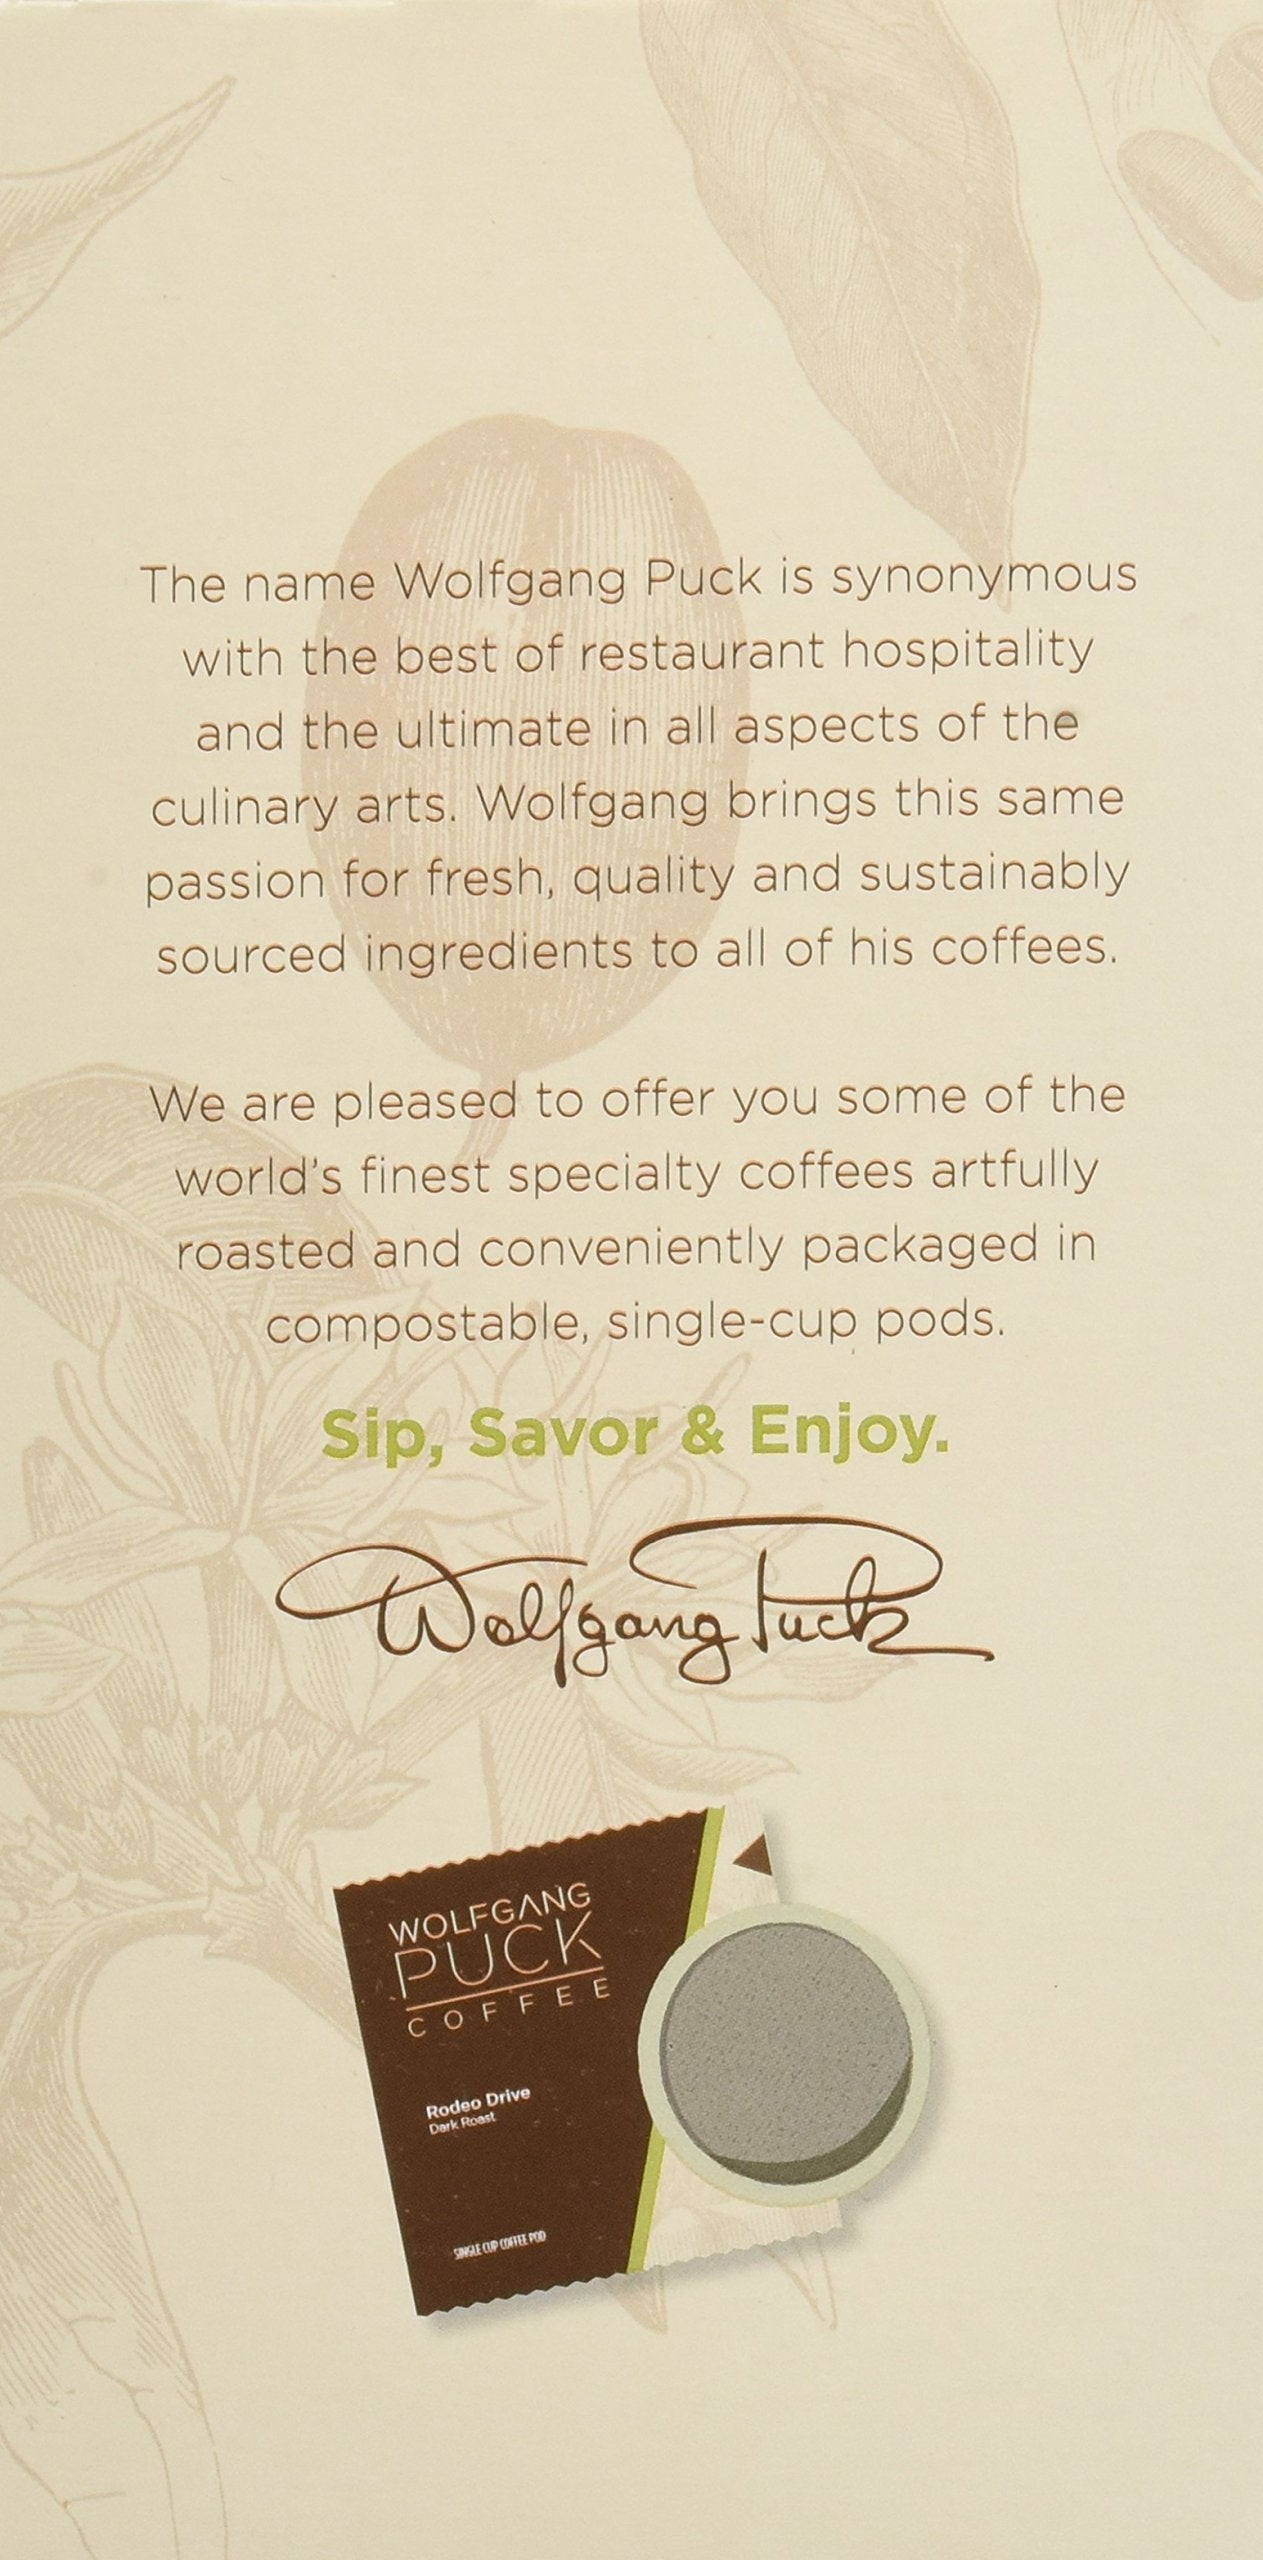 The name Wolfgang Puck is synonymous
with the best of restaurant hospitality
and the ultimate in all aspects of the
culinary arts. Wolfgang brings this same
passion for fresh, quality and sustainably
sourced ingredients to all of his coffees.
We are pleased to offer you some of the
world's finest specialty coffees artfully
roasted and conveniently packaged in
compostable, single-cup pods.
Sip, Savor & Enjoy.
Wolfgang Puck
WOLFGANG
PUCK
COFFEE
Rodeo Drive
Dark Roast
SINGLE CUP COFFEE POD